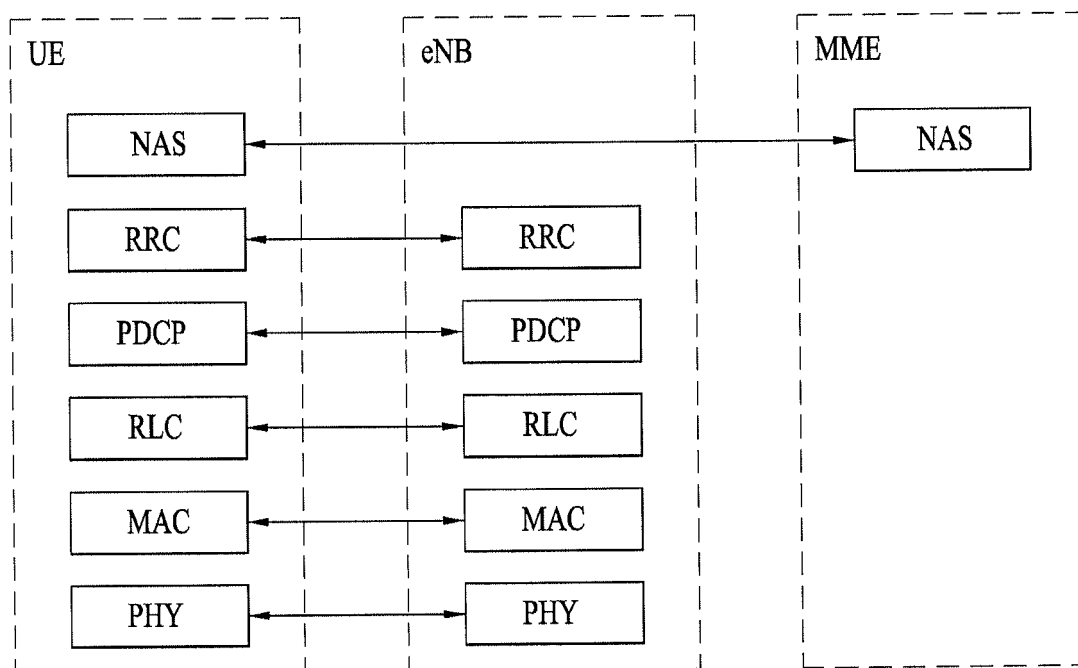 UE
eNB
MME
NAS
NAS
RRC
RRC
PDCP
PDCP
RLC
RLC
MAC
MAC
PHY
PHY